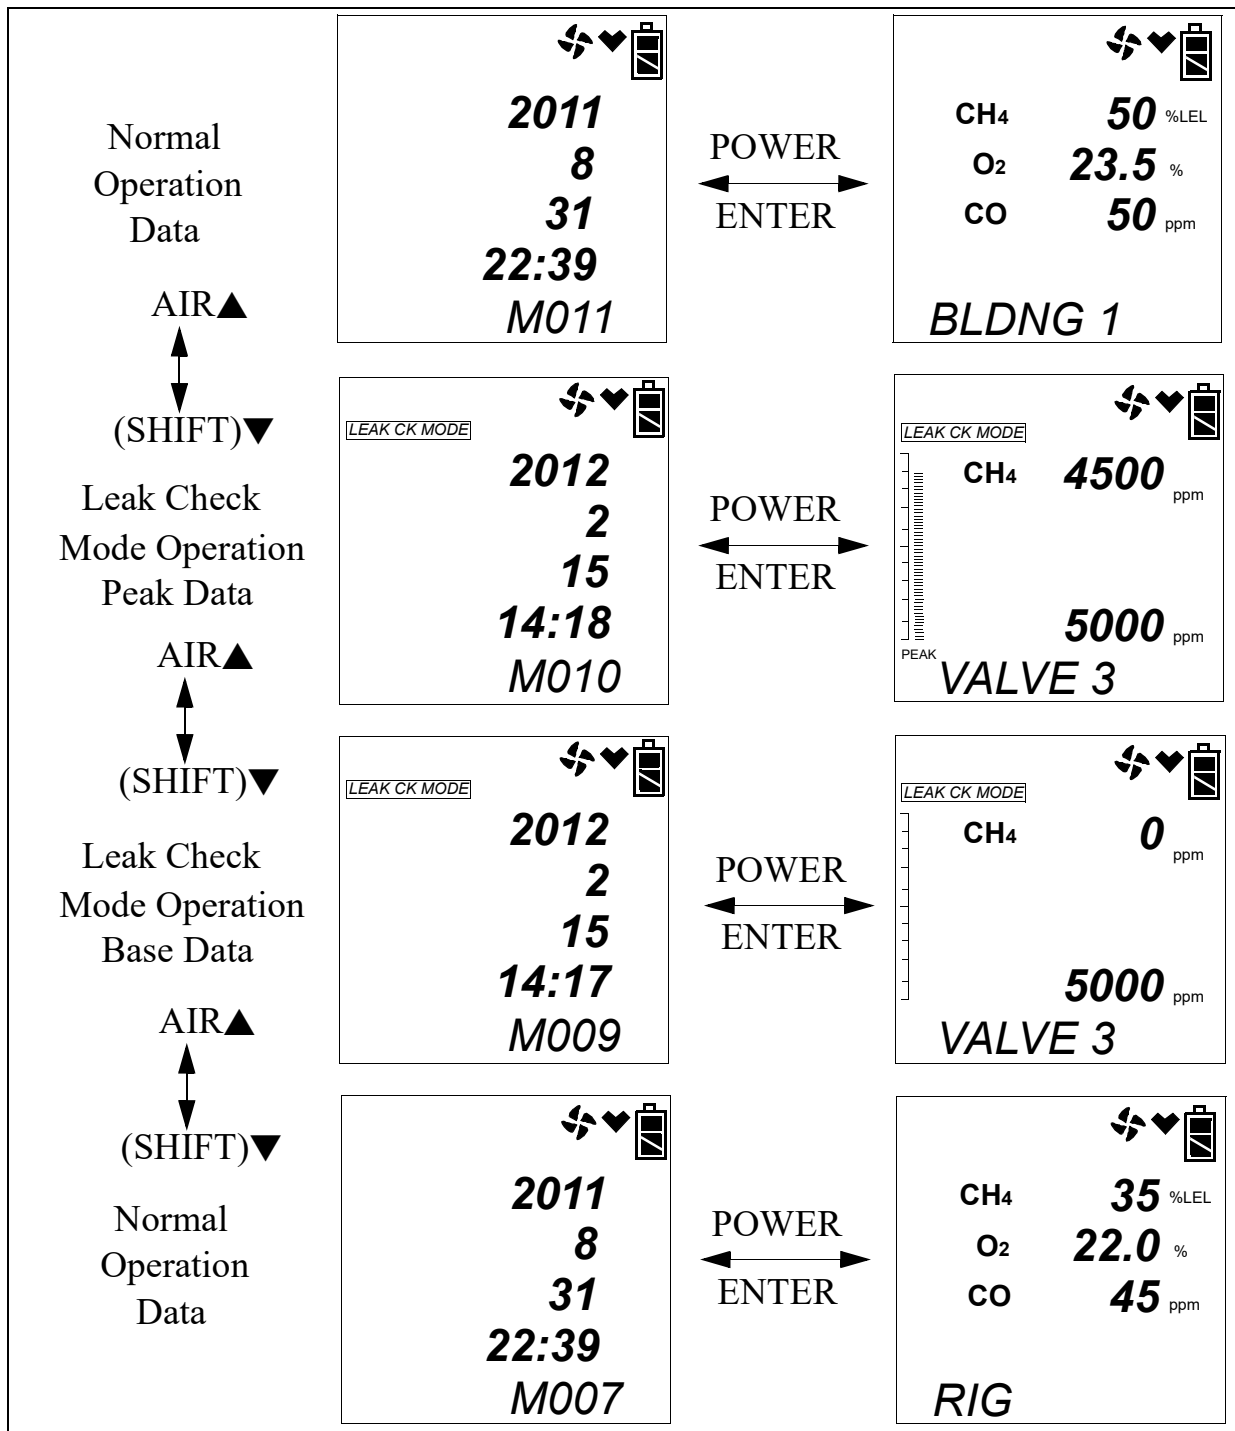 Normal
Operation
Data
2011
8
31
22:39
M011
POWER
ENTER
CH4 50 %LEL
O2 23.5 %
CO 50 ppm
BLDNG 1
AIR▲
(SHIFT)▼
Leak Check
Mode Operation
Peak Data
LEAK CK MODE
2012
2
15
14:18
M010
POWER
ENTER
LEAK CK MODE
CH4 4500 ppm
5000 ppm
PEAK
VALVE 3
AIR▲
(SHIFT)▼
Leak Check
Mode Operation
Base Data
LEAK CK MODE
2012
2
15
14:17
M009
POWER
ENTER
LEAK CK MODE
CH4 0 ppm
5000 ppm
VALVE 3
AIR▲
(SHIFT)▼
Normal
Operation
Data
2011
8
31
22:39
M007
POWER
ENTER
CH4 35 %LEL
O2 22.0 %
CO 45 ppm
RIG